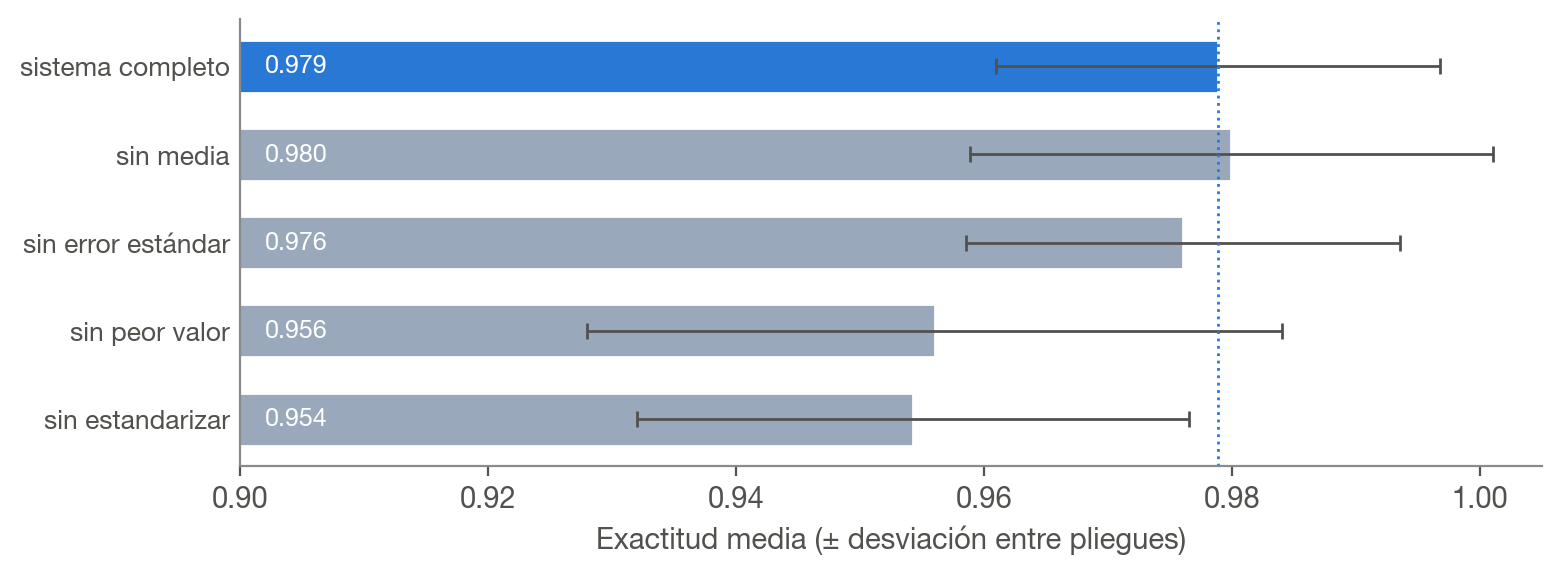 sistema completo 0.979
sin media 0.980
sin error estándar 0.976
sin peor valor 0.956
sin estandarizar 0.954
0.90 0.92 0.94 0.96 0.98 1.00
Exactitud media (± desviación entre pliegues)